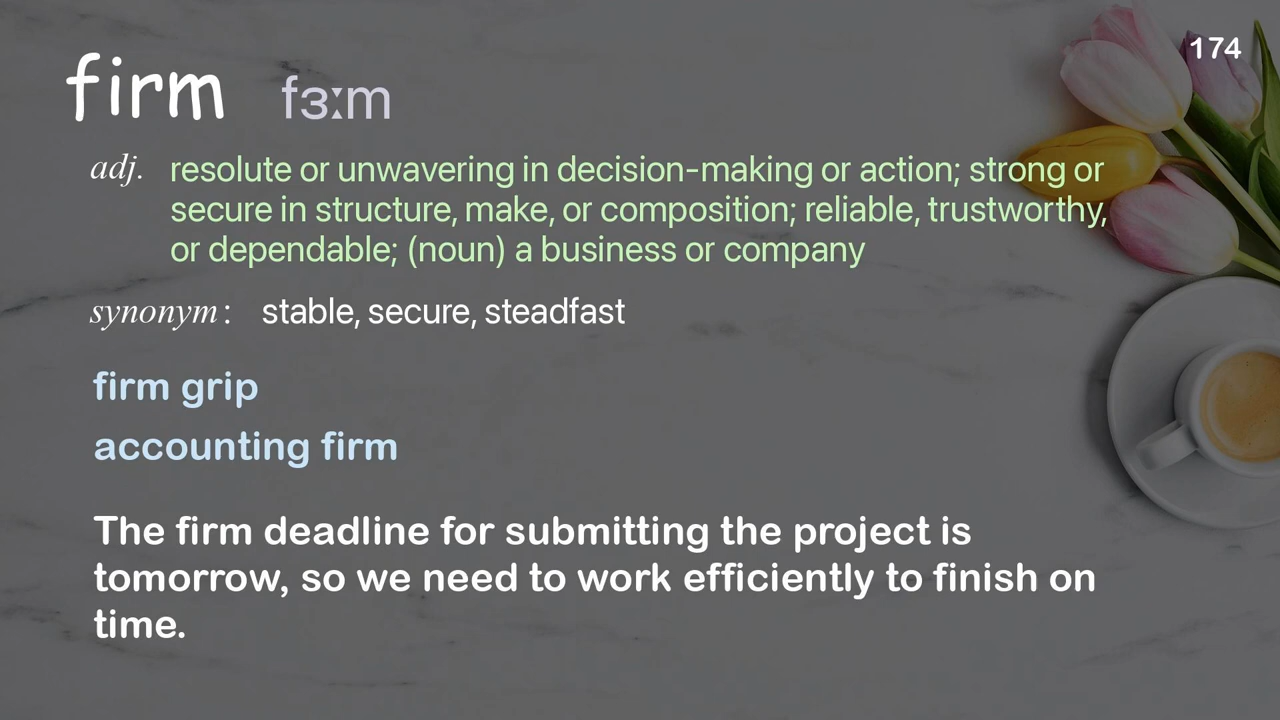 174
firm fɜːm
adj. resolute or unwavering in decision-making or action; strong or
secure in structure, make, or composition; reliable, trustworthy,
or dependable; (noun) a business or company
synonym: stable, secure, steadfast
firm grip
accounting firm
The firm deadline for submitting the project is
tomorrow, so we need to work efficiently to finish on
time.